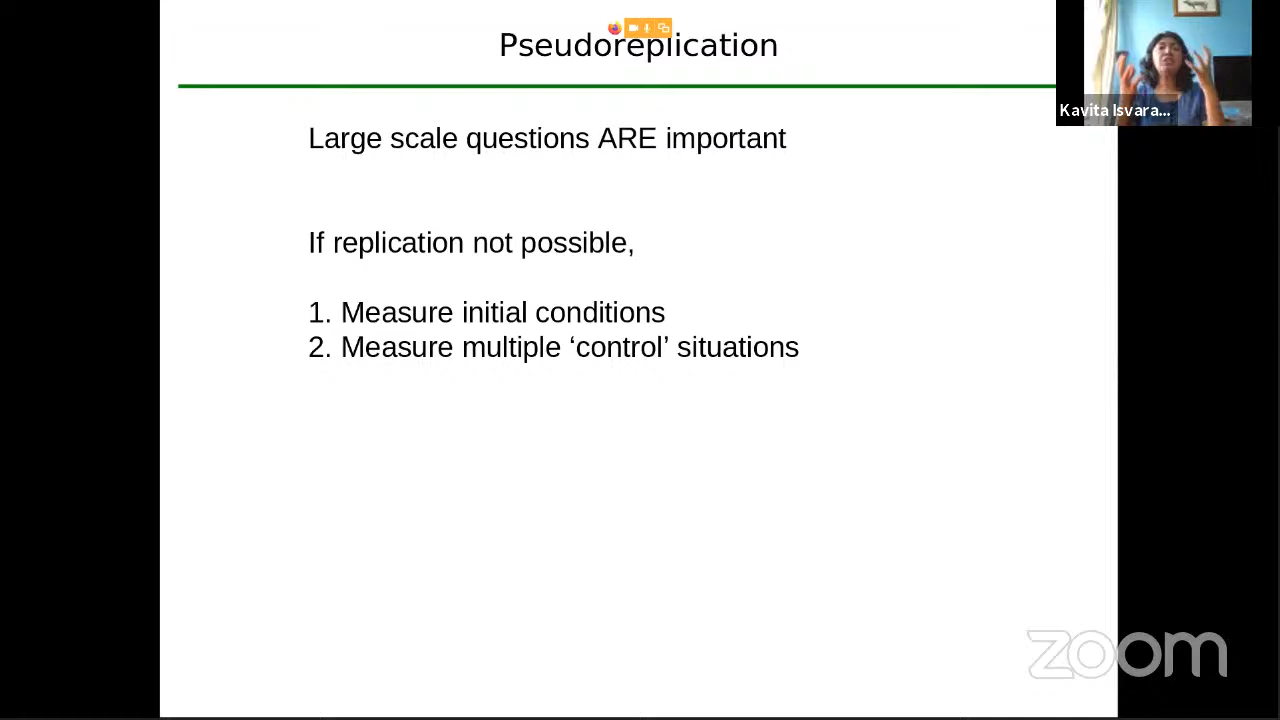 Pseudoreplication
Kavita Isvara...
Large scale questions ARE important
If replication not possible,
1. Measure initial conditions
2. Measure multiple ‘control’ situations
zoom